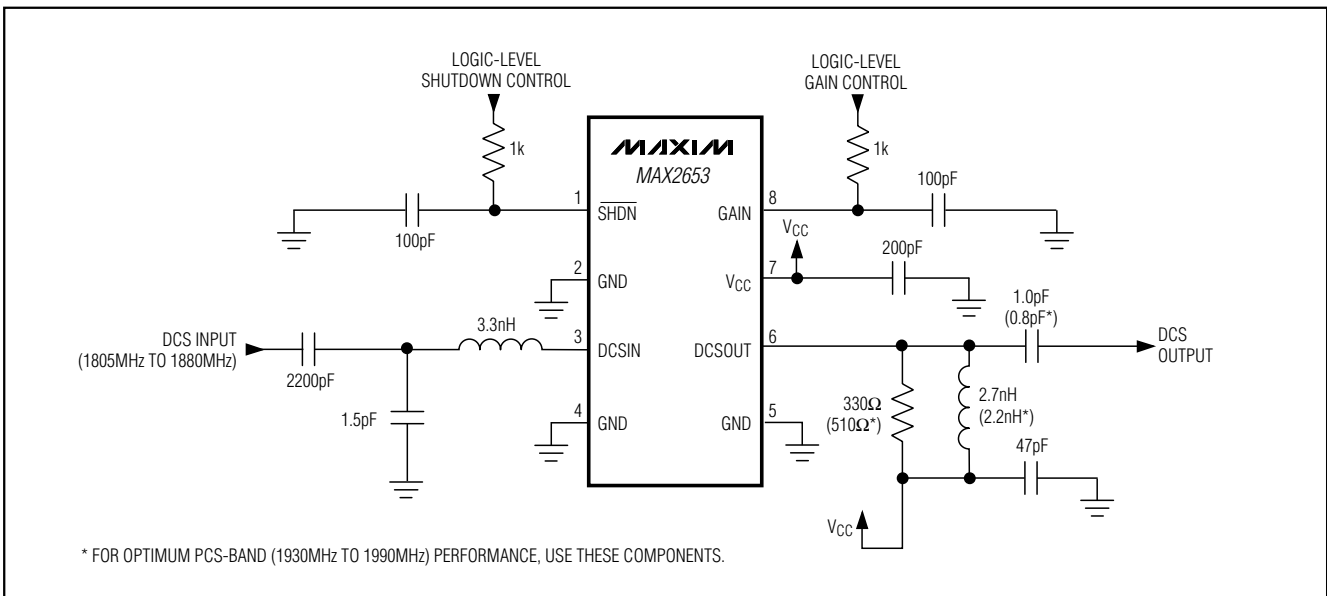 LOGIC-LEVEL
SHUTDOWN CONTROL
LOGIC-LEVEL
GAIN CONTROL
1k
MAXIM
MAX2653
1k
100pF
1
SHDN
GAIN
8
100pF
VCC
200pF
2
GND
VCC
7
DCS INPUT
(1805MHz TO 1880MHz)
2200pF
3.3nH
3
DCSIN
DCSOUT
6
1.0pF
(0.8pF*)
DCS
OUTPUT
1.5pF
4
GND
GND
5
330Ω
(510Ω*)
2.7nH
(2.2nH*)
47pF
VCC
* FOR OPTIMUM PCS-BAND (1930MHz TO 1990MHz) PERFORMANCE, USE THESE COMPONENTS.